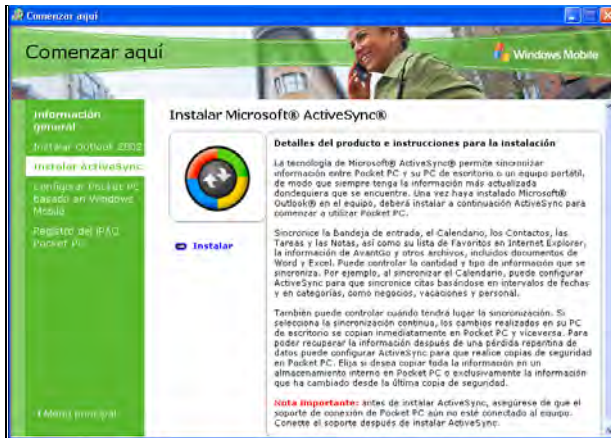 Comenzar aquí
Comenzar aquí
Windows Mobile
Información
general
Instalar Outlook 2002
Instalar ActiveSync
Configurar Pocket PC
basado en Windows
Mobile
Registro del iPAQ
Pocket PC
Menú principal
Instalar Microsoft® ActiveSync®
Instalar
Detalles del producto e instrucciones para la instalación
La tecnología de Microsoft® ActiveSync® permite sincronizar
información entre Pocket PC y su PC de escritorio o un equipo portátil,
de modo que siempre tenga la información más actualizada
dondequiera que se encuentre. Una vez haya instalado Microsoft®
Outlook® en el equipo, deberá instalar a continuación ActiveSync para
comenzar a utilizar Pocket PC.
Sincronice la Bandeja de entrada, el Calendario, los Contactos, las
Tareas y las Notas, así como su lista de Favoritos en Internet Explorer,
la información de AvantGo y otros archivos, incluidos documentos de
Word y Excel. Puede controlar la cantidad y tipo de información que se
sincroniza. Por ejemplo, al sincronizar el Calendario, puede configurar
ActiveSync para que sincronice citas basándose en intervalos de fechas
y en categorías, como negocios, vacaciones y personal.
También puede controlar cuándo tendrá lugar la sincronización. Si
selecciona la sincronización continua, los cambios realizados en su PC
de escritorio se copian inmediatamente en Pocket PC y viceversa. Para
poder recuperar la información después de una pérdida repentina de
datos puede configurar ActiveSync para que realice copias de seguridad
en Pocket PC. Elija si desea copiar toda la información en un
almacenamiento interno en Pocket PC o exclusivamente la información
que ha cambiado desde la última copia de seguridad.
Nota importante: antes de instalar ActiveSync, asegúrese de que el
soporte de conexión de Pocket PC aún no esté conectado al equipo.
Conecte el soporte después de instalar ActiveSync.